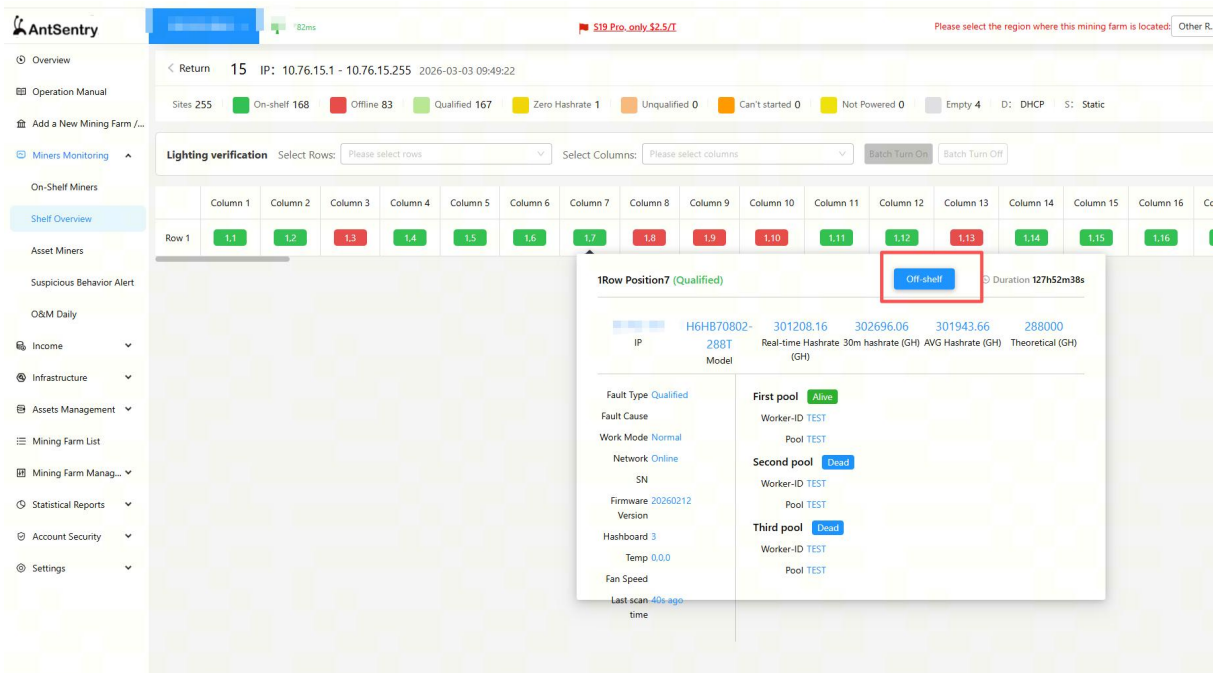 AntSentry
82ms
S19 Pro, only $2.5/T
Please select the region where this mining farm is located: Other R...
Overview
Operation Manual
Add a New Mining Farm /...
Miners Monitoring
On-Shelf Miners
Shelf Overview
Asset Miners
Suspicious Behavior Alert
O&M Daily
Income
Infrastructure
Assets Management
Mining Farm List
Mining Farm Manag...
Statistical Reports
Account Security
Settings
< Return 15 IP: 10.76.15.1 - 10.76.15.255 2026-03-03 09:49:22
Sites 255 On-shelf 168 Offline 83 Qualified 167 Zero Hashrate 1 Unqualified 0 Can't started 0 Not Powered 0 Empty 4 D: DHCP S: Static
Lighting verification Select Rows: Please select rows Select Columns: Please select columns Batch Turn On Batch Turn Off
Column 1 Column 2 Column 3 Column 4 Column 5 Column 6 Column 7 Column 8 Column 9 Column 10 Column 11 Column 12 Column 13 Column 14 Column 15 Column 16
Row 1 1,1 1,2 1,3 1,4 1,5 1,6 1,7 1,8 1,9 1,10 1,11 1,12 1,13 1,14 1,15 1,16
1Row Position7 (Qualified) Off-shelf Duration 127h52m38s
IP
H6HB70802-
288T
Model
301208.16
Real-time Hashrate
(GH)
302696.06
30m hashrate (GH)
301943.66
AVG Hashrate (GH)
288000
Theoretical (GH)
Fault Type Qualified
Fault Cause
Work Mode Normal
Network Online
SN
Firmware 20260212
Version
Hashboard 3
Temp 0,0,0
Fan Speed
Last scan 40s ago
time
First pool Alive
Worker-ID TEST
Pool TEST
Second pool Dead
Worker-ID TEST
Pool TEST
Third pool Dead
Worker-ID TEST
Pool TEST